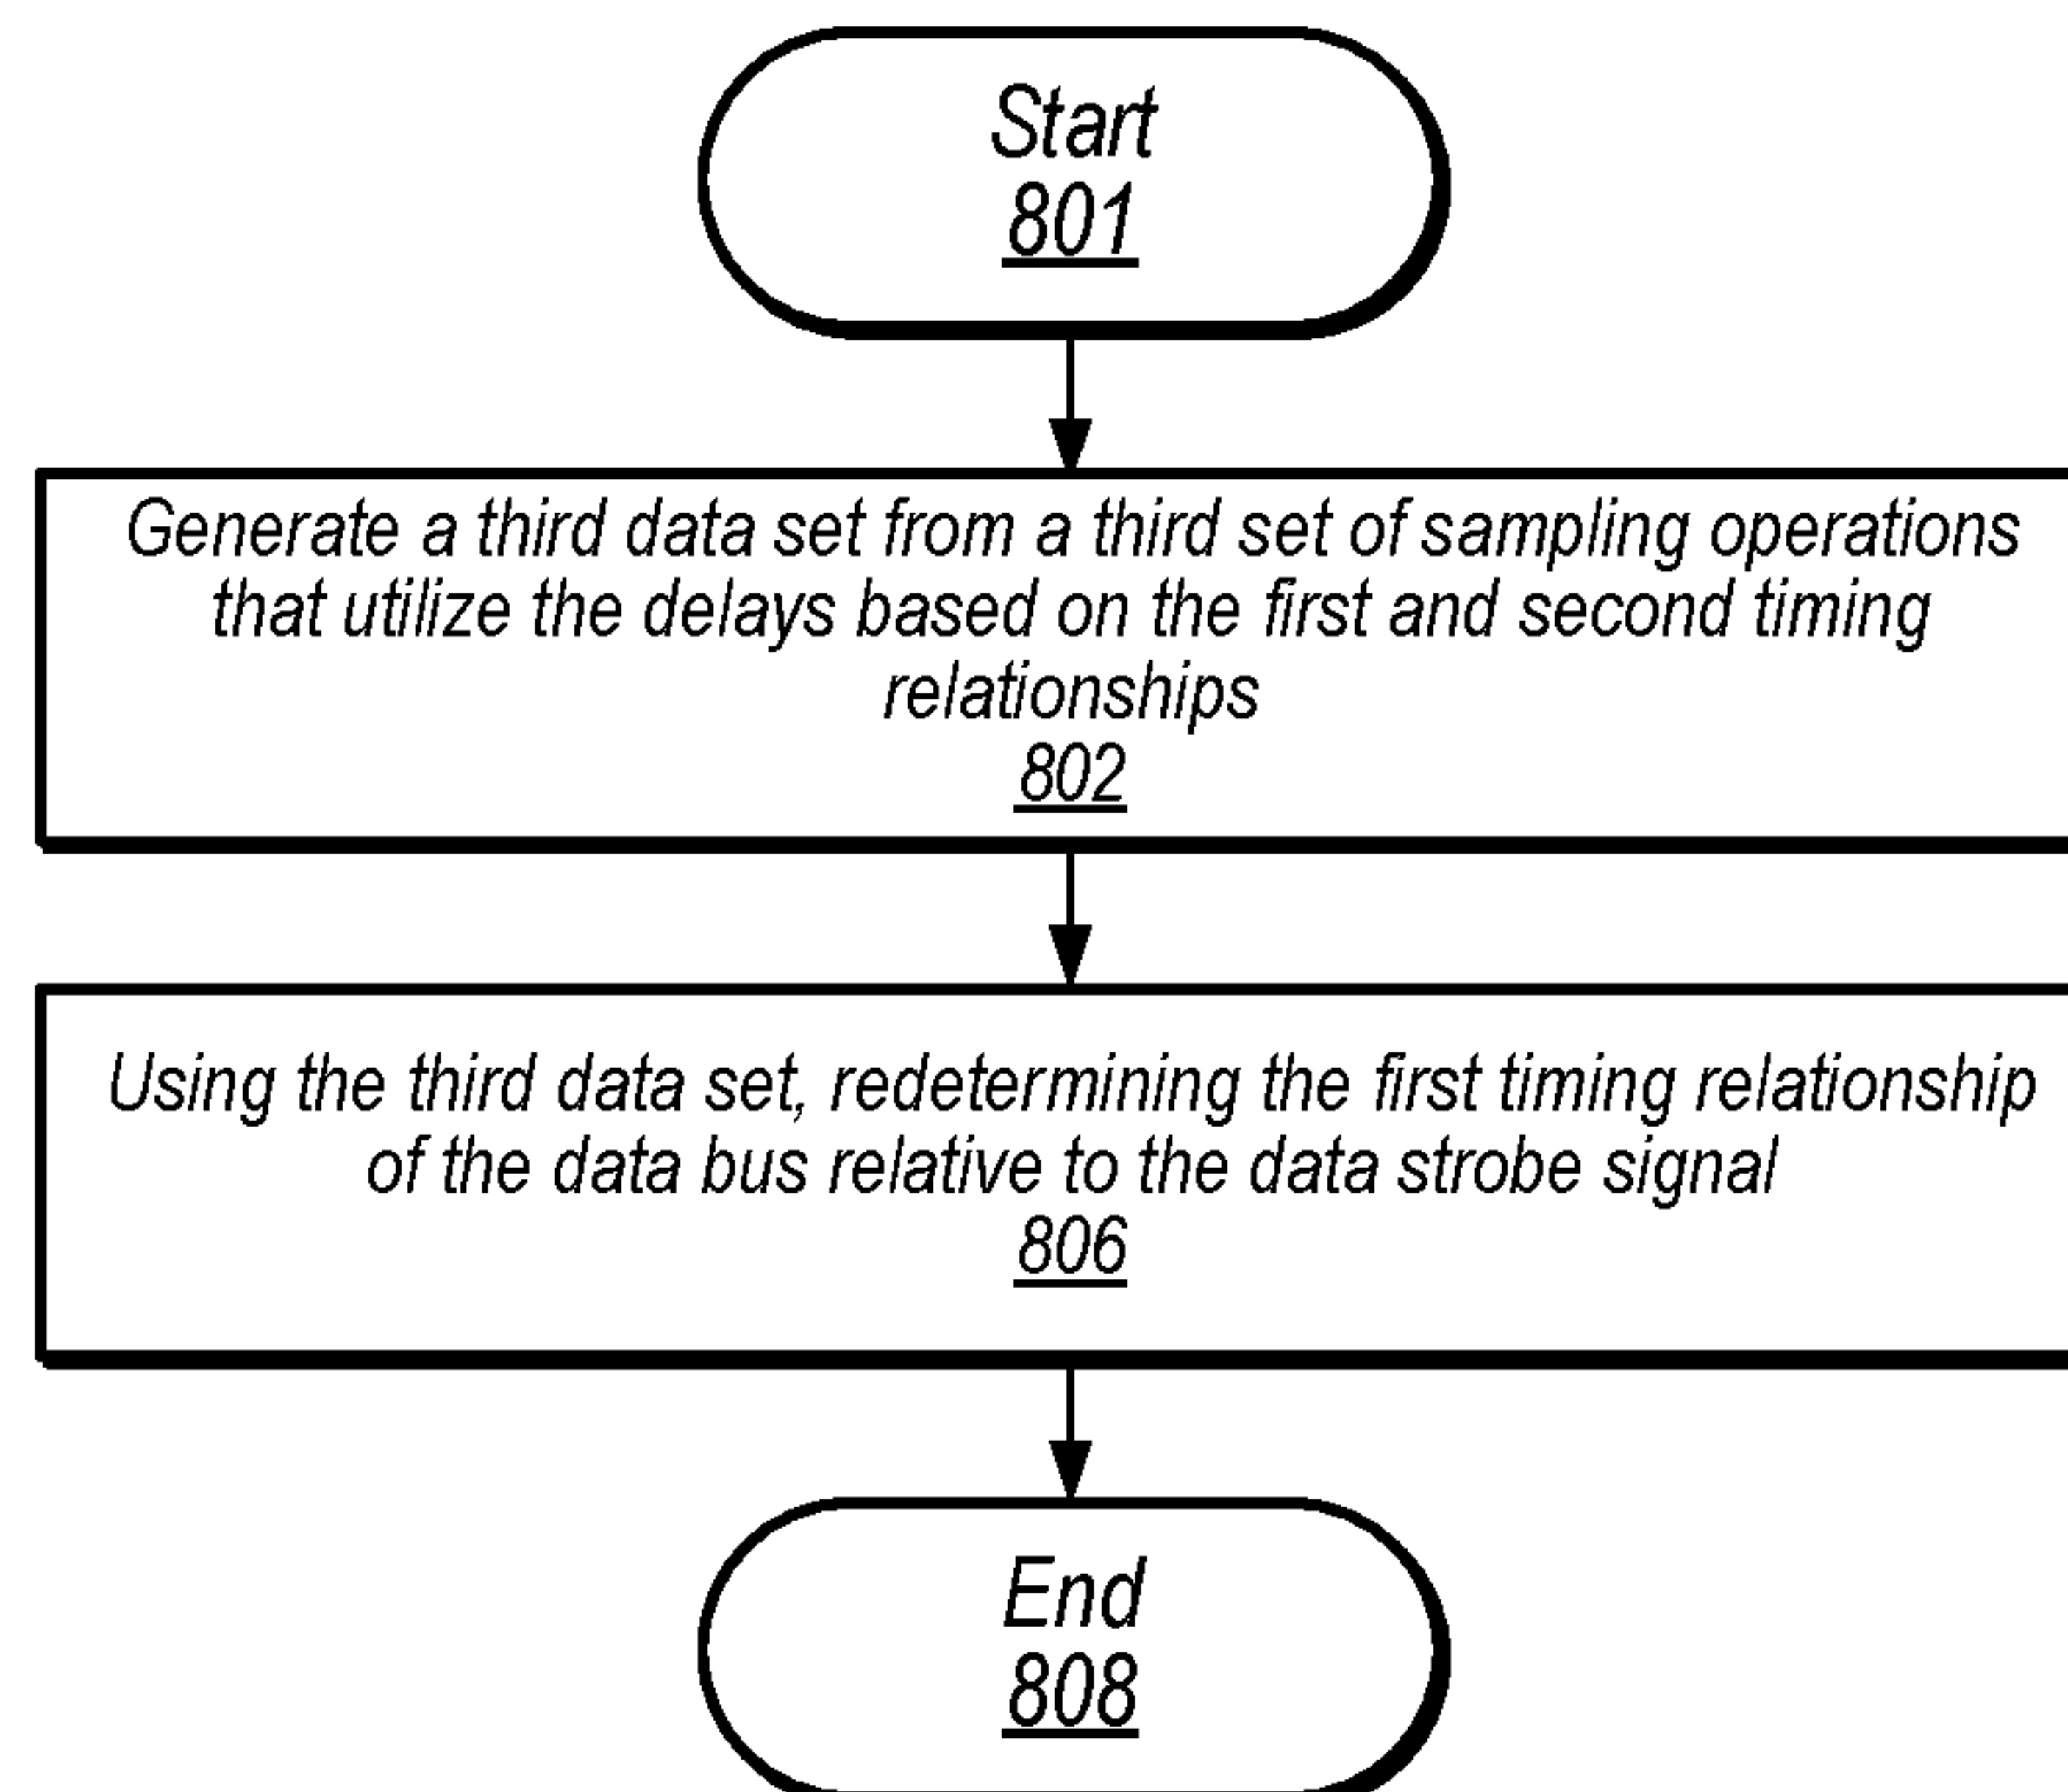 Start
801
Generate a third data set from a third set of sampling operations
that utilize the delays based on the first and second timing
relationships
802
Using the third data set, redetermining the first timing relationship
of the data bus relative to the data strobe signal
806
End
808